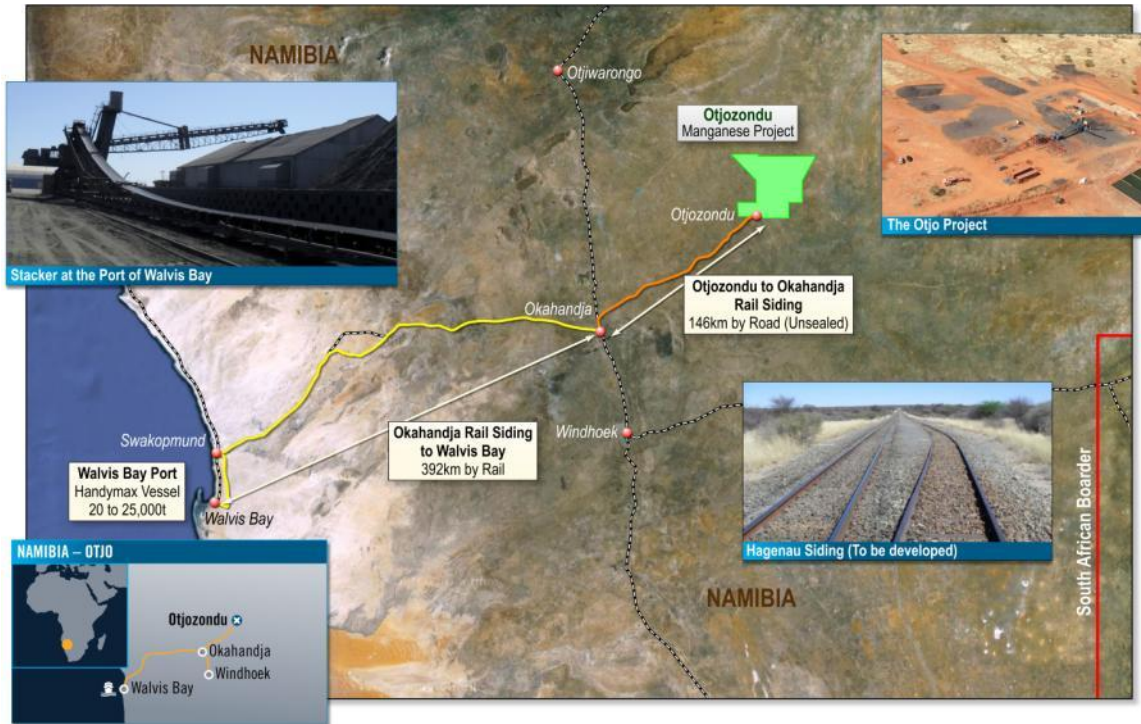 NAMIBIA
Otjiwarongo
Otjozondu
Manganese Project
Otjozondu
The Otjo Project
Stacker at the Port of Walvis Bay
Okahandja
Otjozondu to Okahandja
Rail Siding
146km by Road (Unsealed)
Swakopmund
Okahandja Rail Siding
to Walvis Bay
392km by Rail
Windhoek
Walvis Bay Port
Handymax Vessel
20 to 25,000t
Walvis Bay
Hagenau Siding (To be developed)
South African Boarder
NAMIBIA
NAMIBIA – OTJO
Otjozondu
Okahandja
Windhoek
Walvis Bay